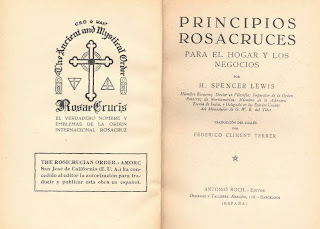 CRO MAAT
The Ancient and Mystical Order
Rosae Crucis
EL VERDADERO NOMBRE Y
EMBLEMAS DE LA ORDEN
INTERNACIONAL ROSACRUZ
THE ROSICRUCIAN ORDER - AMORC
San José de California (E. U. A.) ha con-
cedido al editor la autorización para tra-
ducir y publicar esta obra en español.
PRINCIPIOS
ROSACRUCES
PARA EL HOGAR Y LOS
NEGOCIOS
POR
H. SPENCER LEWIS
TRADUCCIÓN DEL INGLÉS
POR
FEDERICO CLIMENT TERRER
ANTONIO ROCH.-EDITOR
BARCELONA
(ESPAÑA)